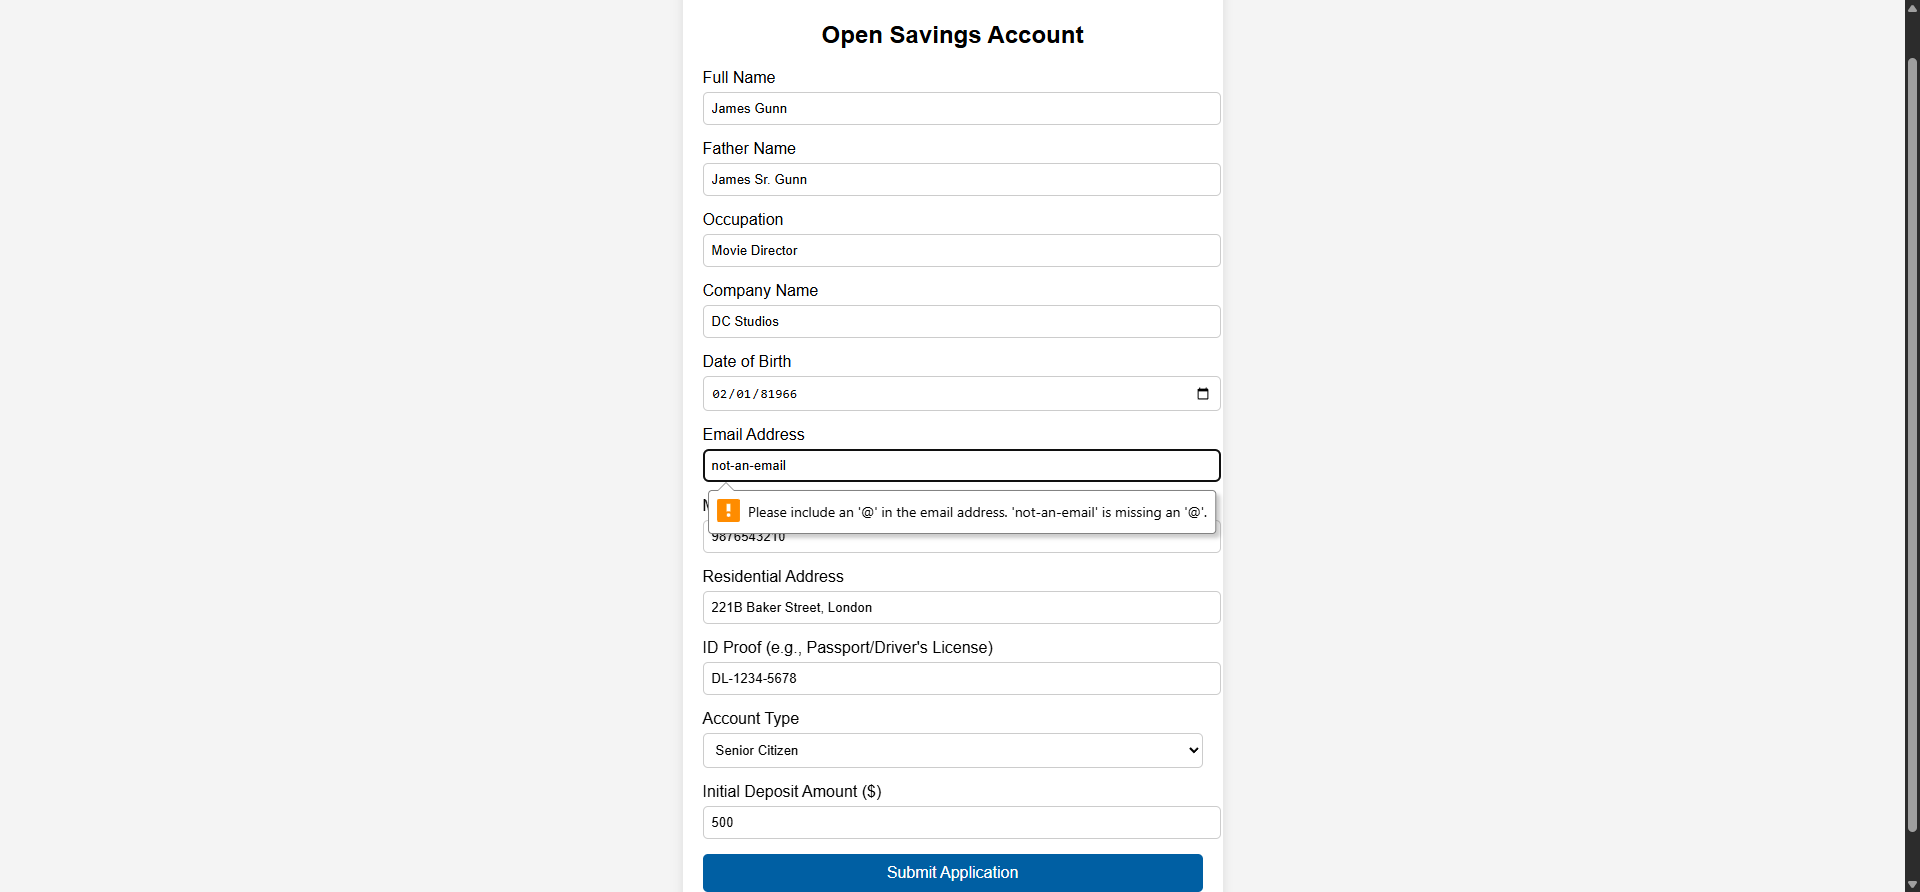 Open Savings Account
Full Name
James Gunn
Father Name
James Sr. Gunn
Occupation
Movie Director
Company Name
DC Studios
Date of Birth
02/01/81966
Email Address
not-an-email
Please include an '@' in the email address. 'not-an-email' is missing an '@'.
9876543210
Residential Address
221B Baker Street, London
ID Proof (e.g., Passport/Driver's License)
DL-1234-5678
Account Type
Senior Citizen
Initial Deposit Amount ($)
500
Submit Application